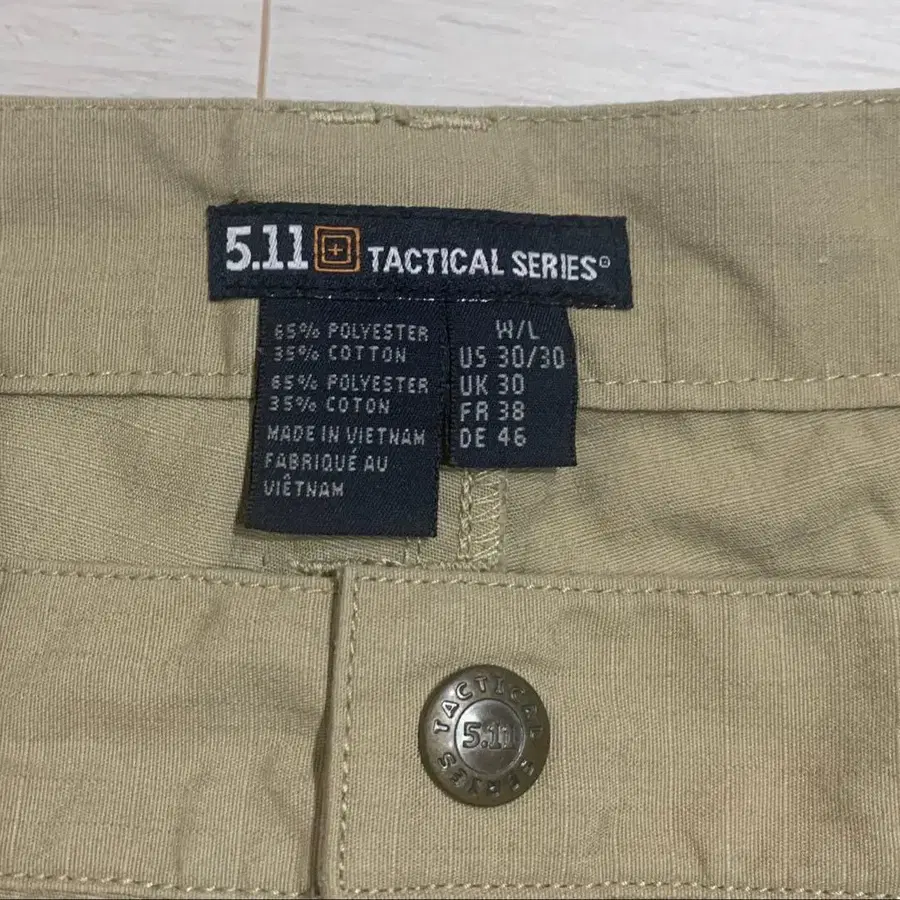 5.11 TACTICAL SERIES
65% POLYESTER
35% COTTON
65% POLYESTER
35% COTON
MADE IN VIETNAM
FABRIQUÉ AU
VIÊTNAM
W/L
US 30/30
UK 30
FR 38
DE 46
TACTICAL
5.11
SERIES